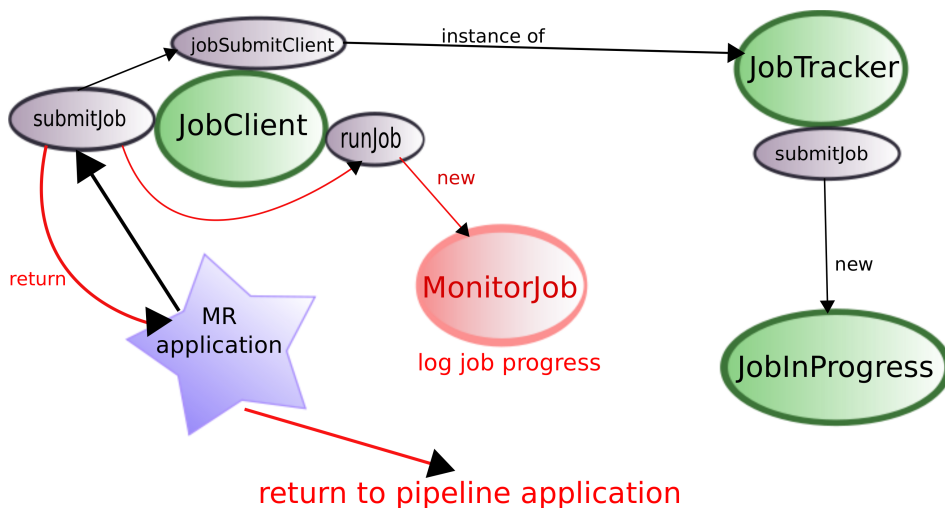 jobSubmitClient
instance of
JobTracker
submitJob
JobClient
runJob
submitJob
new
new
return
MonitorJob
MR
application
log job progress
JobInProgress
return to pipeline application